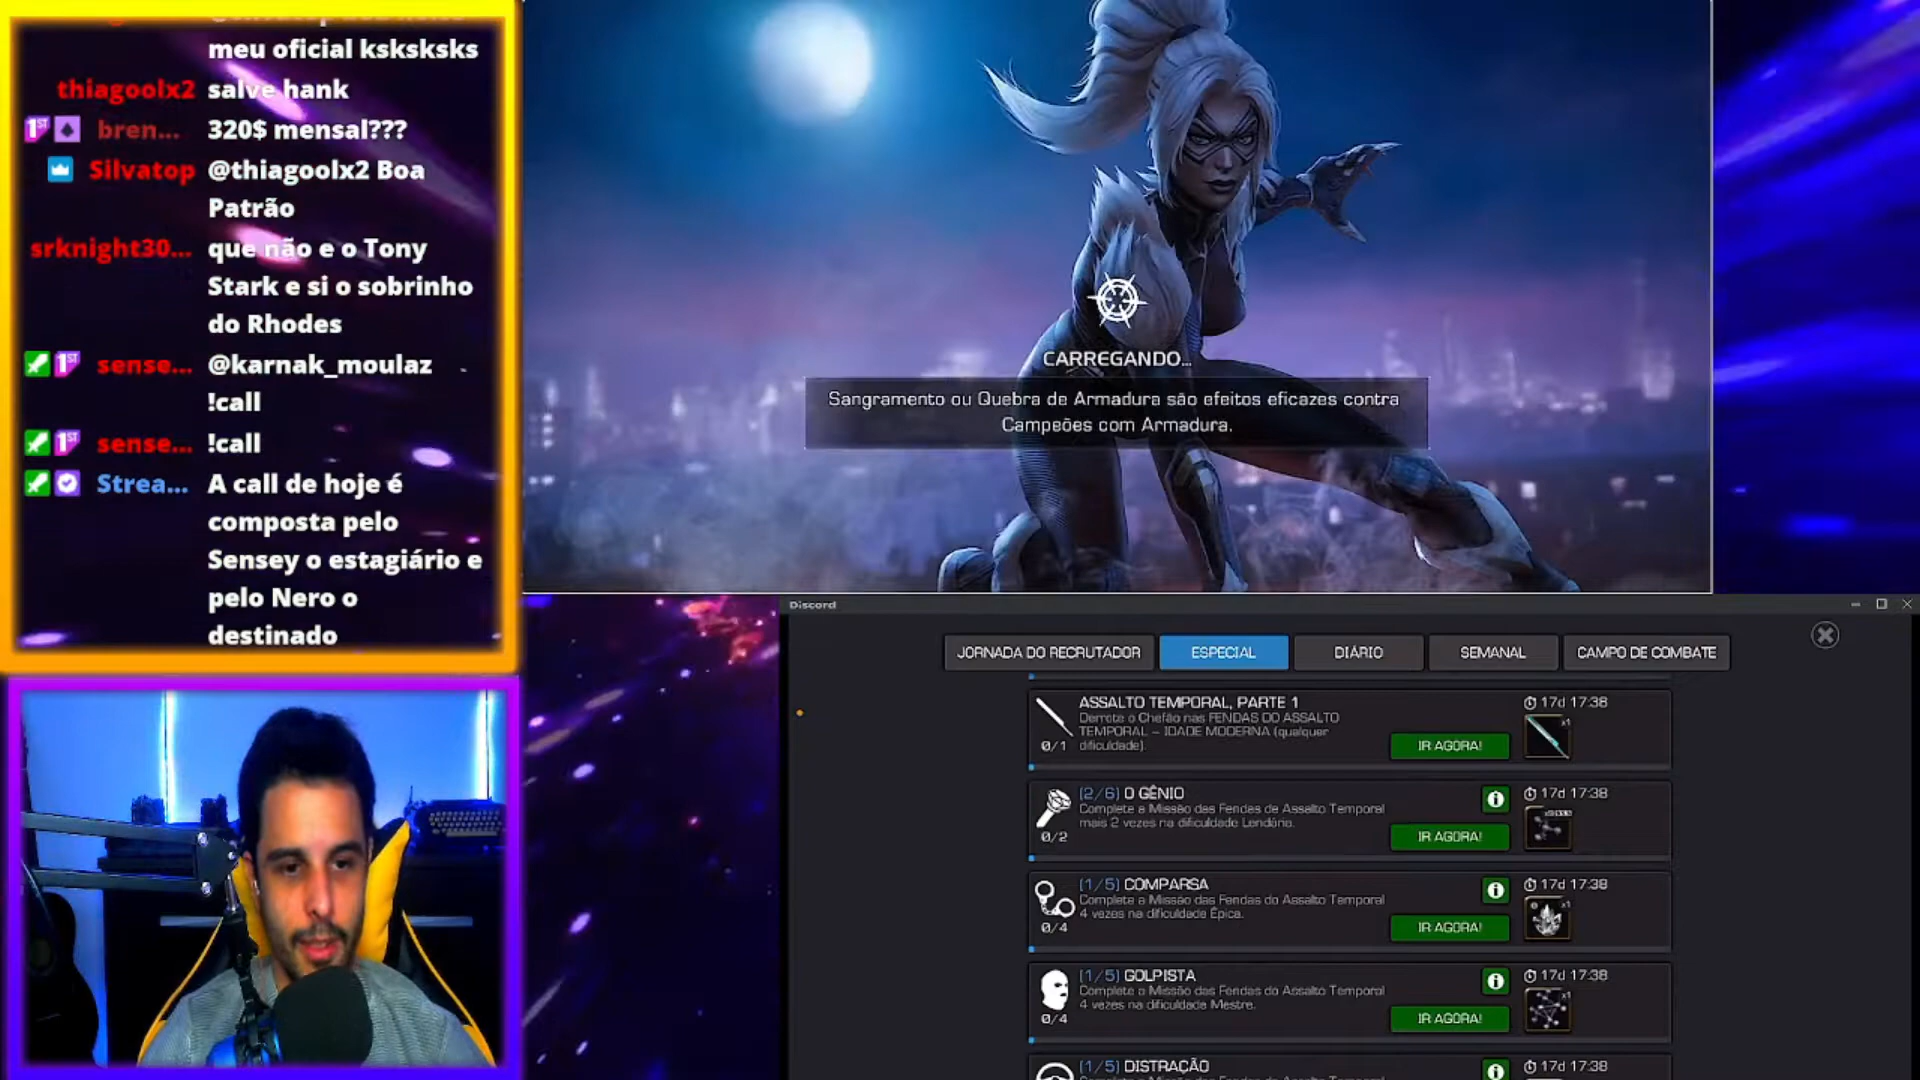 meu oficial ksksksks
thiagoolx2 salve hank
1ST bren... 320$ mensal???
Silvatop @thiagoolx2 Boa
Patrão
srknight30... que não e o Tony
Stark e si o sobrinho
do Rhodes
1ST sense... @karnak_moulaz
!call
1ST sense... !call
Strea... A call de hoje é
composta pelo
Sensey o estagiário e
pelo Nero o
destinado
CARREGANDO...
Sangramento ou Quebra de Armadura são efeitos eficazes contra
Campeões com Armadura.
Discord
JORNADA DO RECRUTADOR ESPECIAL DIÁRIO SEMANAL CAMPO DE COMBATE
ASSALTO TEMPORAL, PARTE 1 17d 17:38
Derrote o Chefão nas FENDAS DO ASSALTO
TEMPORAL – IDADE MODERNA (qualquer
dificuldade).
0/1 IR AGORA! x1
(2/6) O GÊNIO 17d 17:38
Complete a Missão das Fendas de Assalto Temporal
mais 2 vezes na dificuldade Lendária.
0/2 IR AGORA!
(1/5) COMPARSA 17d 17:38
Complete a Missão das Fendas do Assalto Temporal
4 vezes na dificuldade Épica.
0/4 IR AGORA! x1
(1/5) GOLPISTA 17d 17:38
Complete a Missão das Fendas do Assalto Temporal
4 vezes na dificuldade Mestre.
0/4 IR AGORA! x1
(1/5) DISTRAÇÃO 17d 17:38